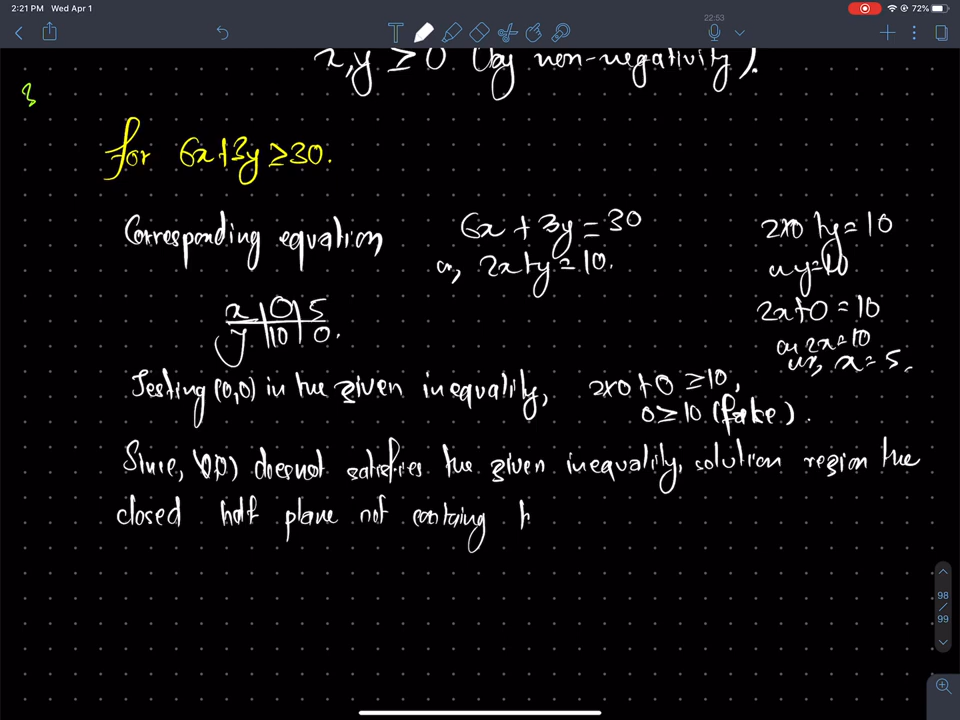 2:21 PM Wed Apr 1
72%
22:53
T
x,y ≥ 0 (by non-negativity).
3
for 6x+3y ≥ 30.
Corresponding equation 6x + 3y = 30
or, 2x+y = 10.
x 0 5
y 10 0.
2×0 + y = 10
or y = 10
2x+0 = 10
or 2x = 10
or, x = 5.
Testing (0,0) in the given inequality, 2×0 + 0 ≥ 10,
0 ≥ 10 (false).
Since, (0,0) doesnot satisfies the given inequality, solution region the
closed half plane not containg
98
/
99